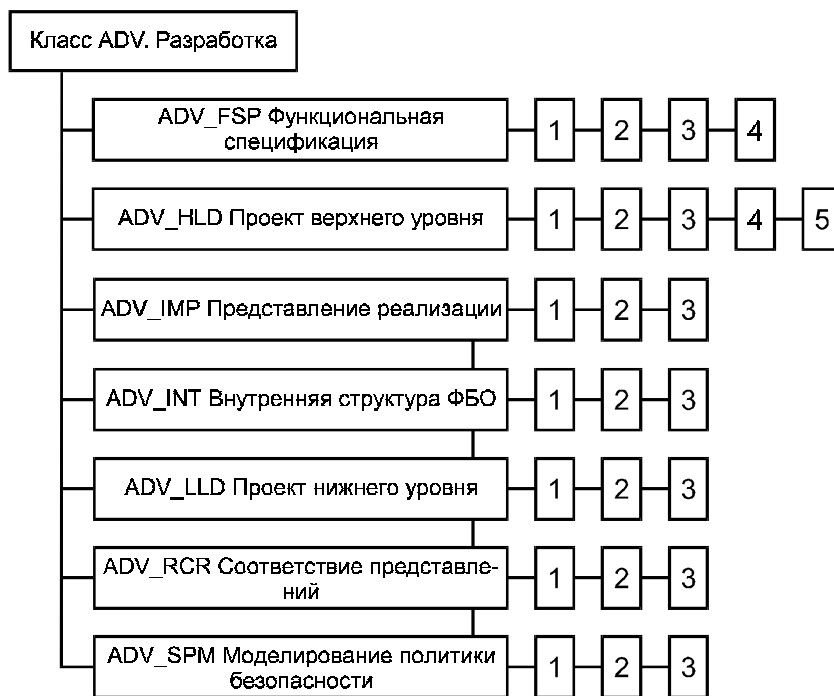 Класс ADV. Разработка
ADV_FSP Функциональная
спецификация
1 2 3 4
ADV_HLD Проект верхнего уровня
1 2 3 4 5
ADV_IMP Представление реализации
1 2 3
ADV_INT Внутренняя структура ФБО
1 2 3
ADV_LLD Проект нижнего уровня
1 2 3
ADV_RCR Соответствие представле-
ний
1 2 3
ADV_SPM Моделирование политики
безопасности
1 2 3